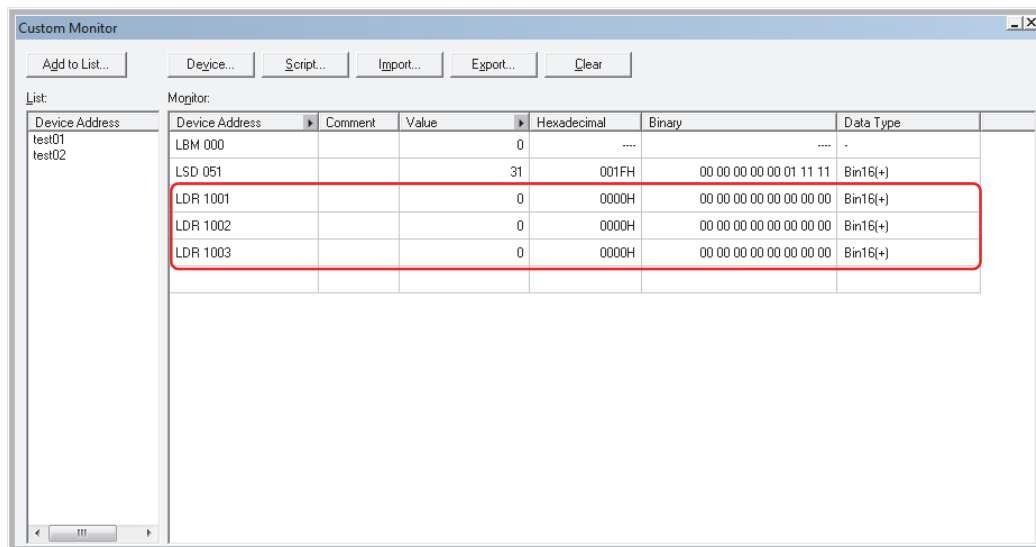 Custom Monitor
Add to List... Device... Script... Import... Export... Clear
List: Monitor:
Device Address Device Address Comment Value Hexadecimal Binary Data Type
test01
test02
LBM 000 0 ---- ---- -
LSD 051 31 001FH 00 00 00 00 00 01 11 11 Bin16(+)
LDR 1001 0 0000H 00 00 00 00 00 00 00 00 Bin16(+)
LDR 1002 0 0000H 00 00 00 00 00 00 00 00 Bin16(+)
LDR 1003 0 0000H 00 00 00 00 00 00 00 00 Bin16(+)